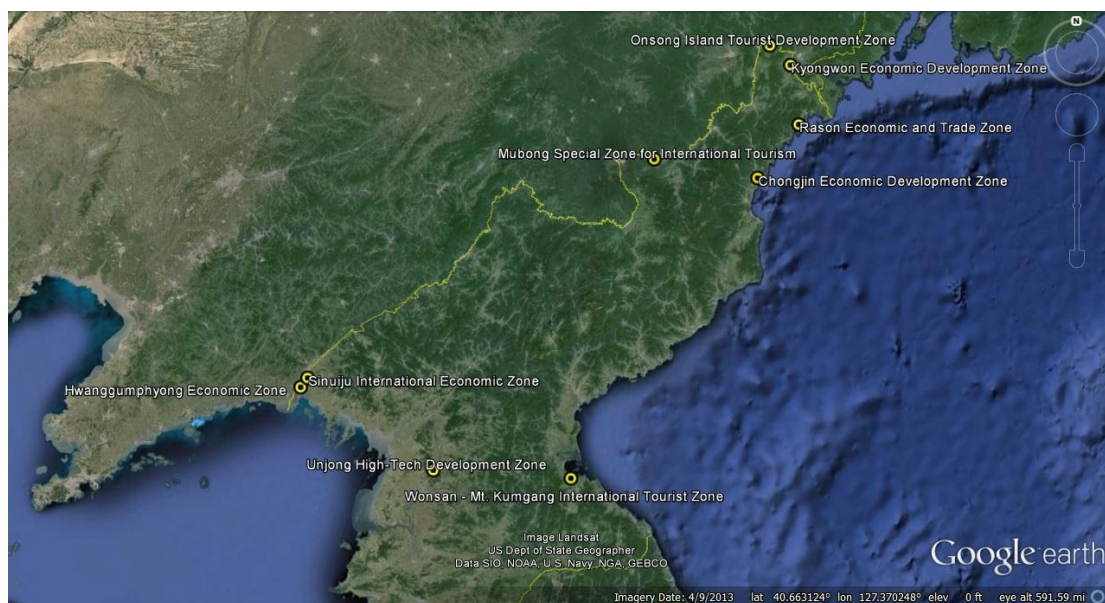 N
Onsong Island Tourist Development Zone
Kyongwon Economic Development Zone
Rason Economic and Trade Zone
Mubong Special Zone for International Tourism
Chongjin Economic Development Zone
Sinuiju International Economic Zone
Hwanggumphyong Economic Zone
Unjong High-Tech Development Zone
Wonsan - Mt. Kumgang International Tourist Zone
Image Landsat
US Dept of State Geographer
Data SIO, NOAA, U.S. Navy, NGA, GEBCO
Google earth
Imagery Date: 4/9/2013 lat 40.663124° lon 127.370248° elev 0 ft eye alt 591.59 mi